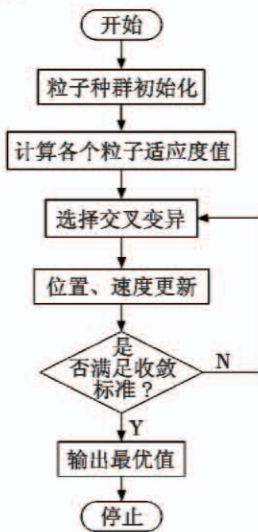 开始
粒子种群初始化
计算各个粒子适应度值
选择交叉变异
位置、速度更新
是
否满足收敛
标准？
N
Y
输出最优值
停止